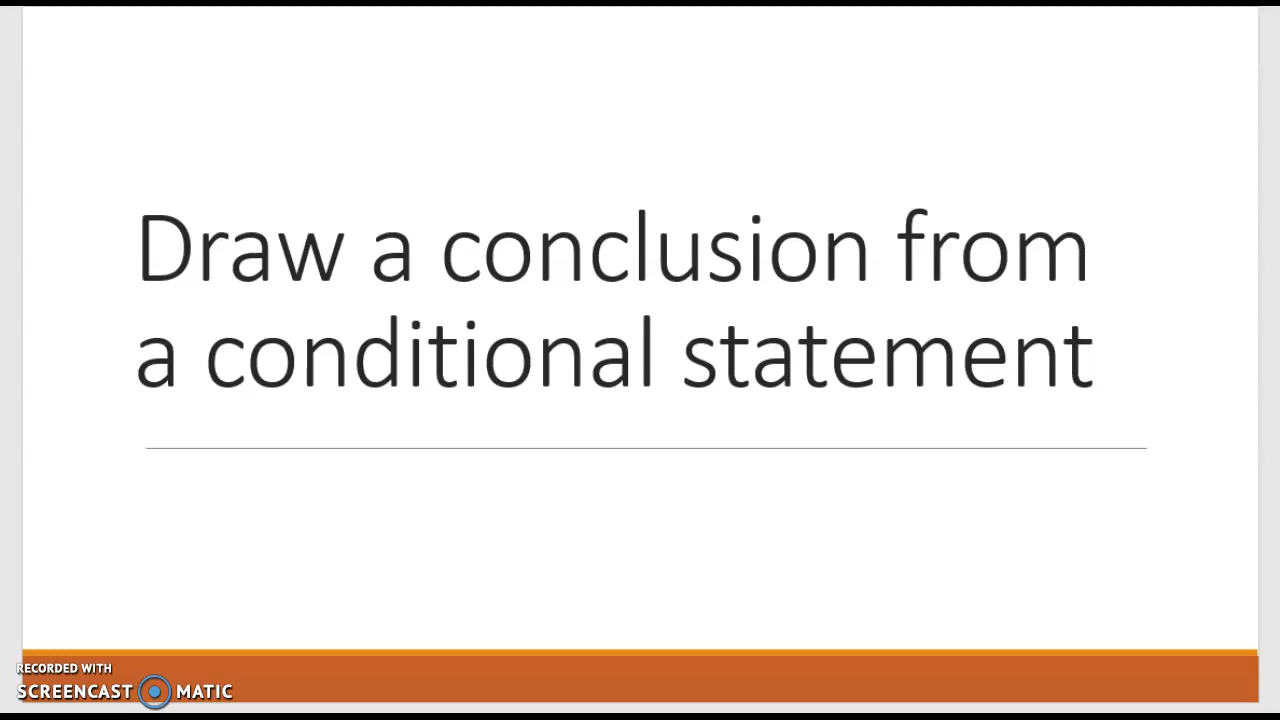 Draw a conclusion from
a conditional statement
RECORDED WITH
SCREENCAST MATIC